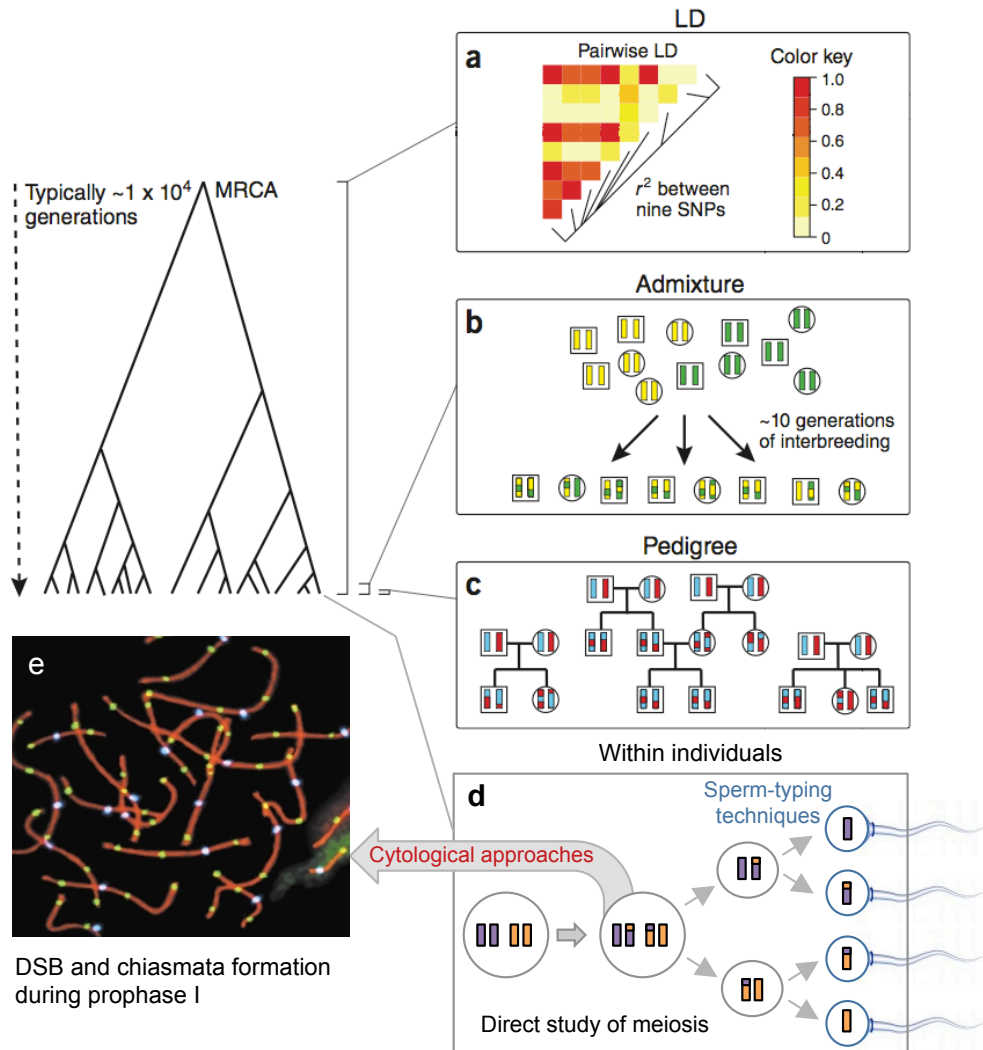 LD
a
Pairwise LD
Color key
1.0
0.8
0.6
0.4
0.2
0
r² between
nine SNPs
Typically ~1 x 10⁴
generations
MRCA
Admixture
b
~10 generations
of interbreeding
Pedigree
c
Within individuals
d
Sperm-typing
techniques
Cytological approaches
Direct study of meiosis
e
DSB and chiasmata formation
during prophase I